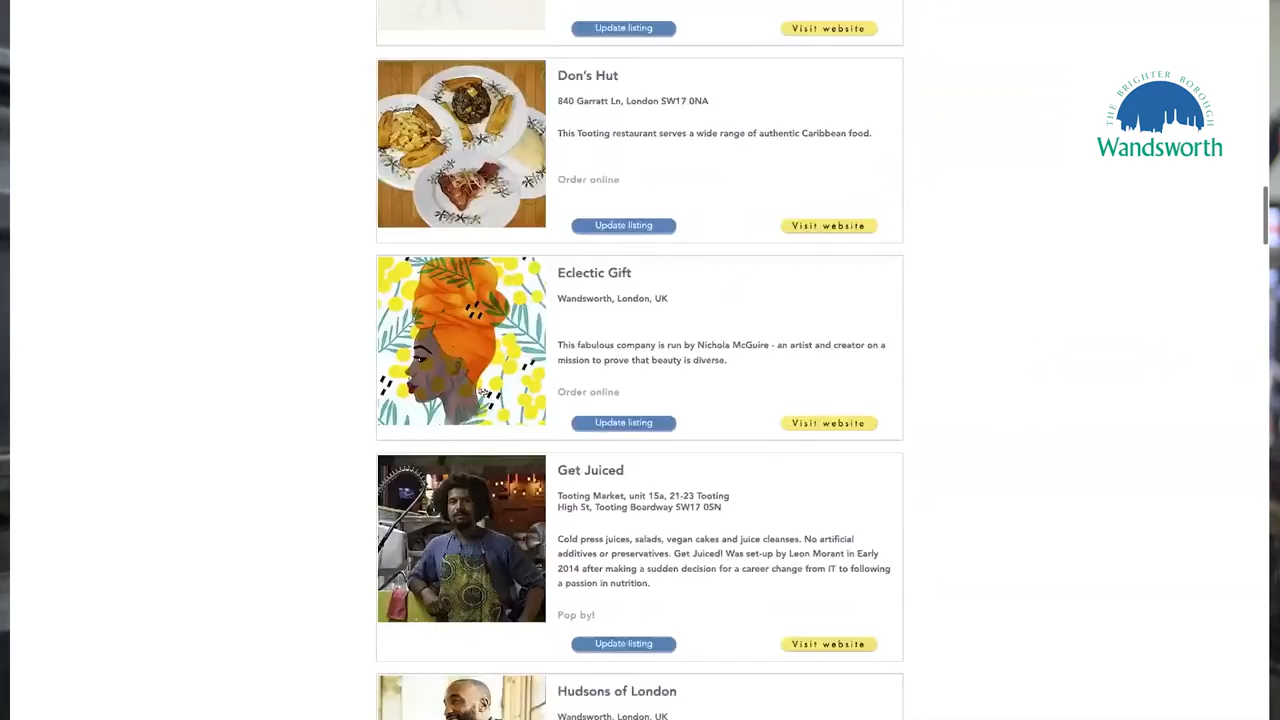 Update listing
Visit website
Don's Hut
840 Garratt Ln, London SW17 0NA
This Tooting restaurant serves a wide range of authentic Caribbean food.
Order online
Update listing
Visit website
THE BRIGHTER BOROUGH
Wandsworth
Eclectic Gift
Wandsworth, London, UK
This fabulous company is run by Nichola McGuire - an artist and creator on a
mission to prove that beauty is diverse.
Order online
Update listing
Visit website
Get Juiced
Tooting Market, unit 15a, 21-23 Tooting
High St, Tooting Boardway SW17 0SN
Cold press juices, salads, vegan cakes and juice cleanses. No artificial
additives or preservatives. Get Juiced! Was set-up by Leon Morant in Early
2014 after making a sudden decision for a career change from IT to following
a passion in nutrition.
Pop by!
Update listing
Visit website
Hudsons of London
Wandsworth, London, UK